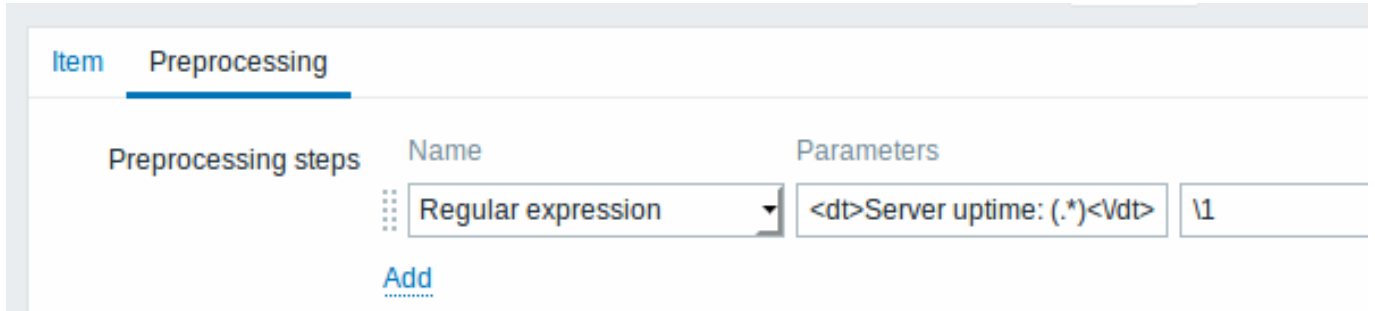 Item Preprocessing
Name Parameters
Preprocessing steps
Regular expression <dt>Server uptime: (.*)<\/dt> \1
Add